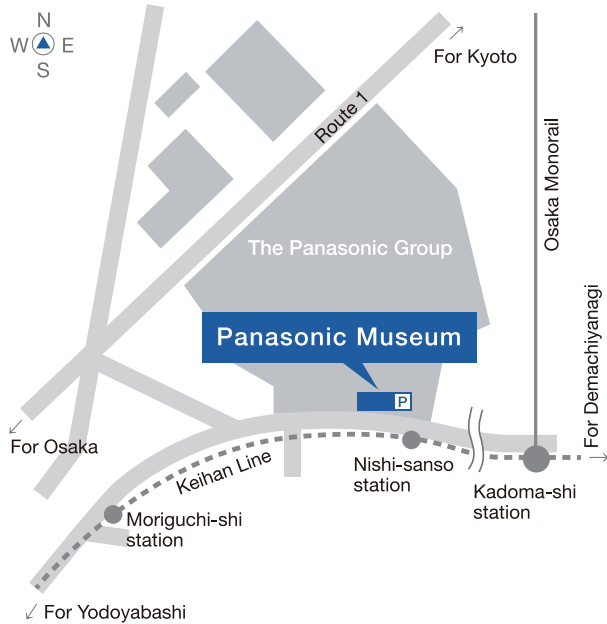 N
W E
S
For Kyoto
Route 1
Osaka Monorail
The Panasonic Group
Panasonic Museum
P
For Demachiyanagi
For Osaka
Keihan Line
Nishi-sanso
station
Kadoma-shi
station
Moriguchi-shi
station
For Yodoyabashi